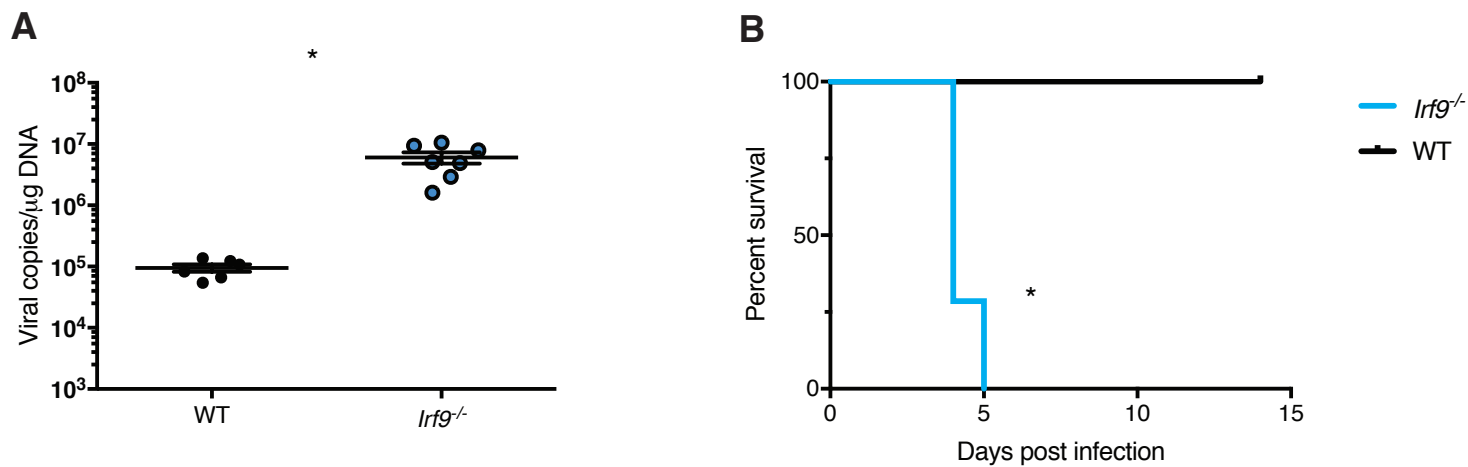 A
*
10⁸
10⁷
10⁶
10⁵
10⁴
10³
Viral copies/μg DNA
WT
Irf9⁻/⁻
B
100
50
0
Percent survival
*
0 5 10 15
Days post infection
Irf9⁻/⁻
WT